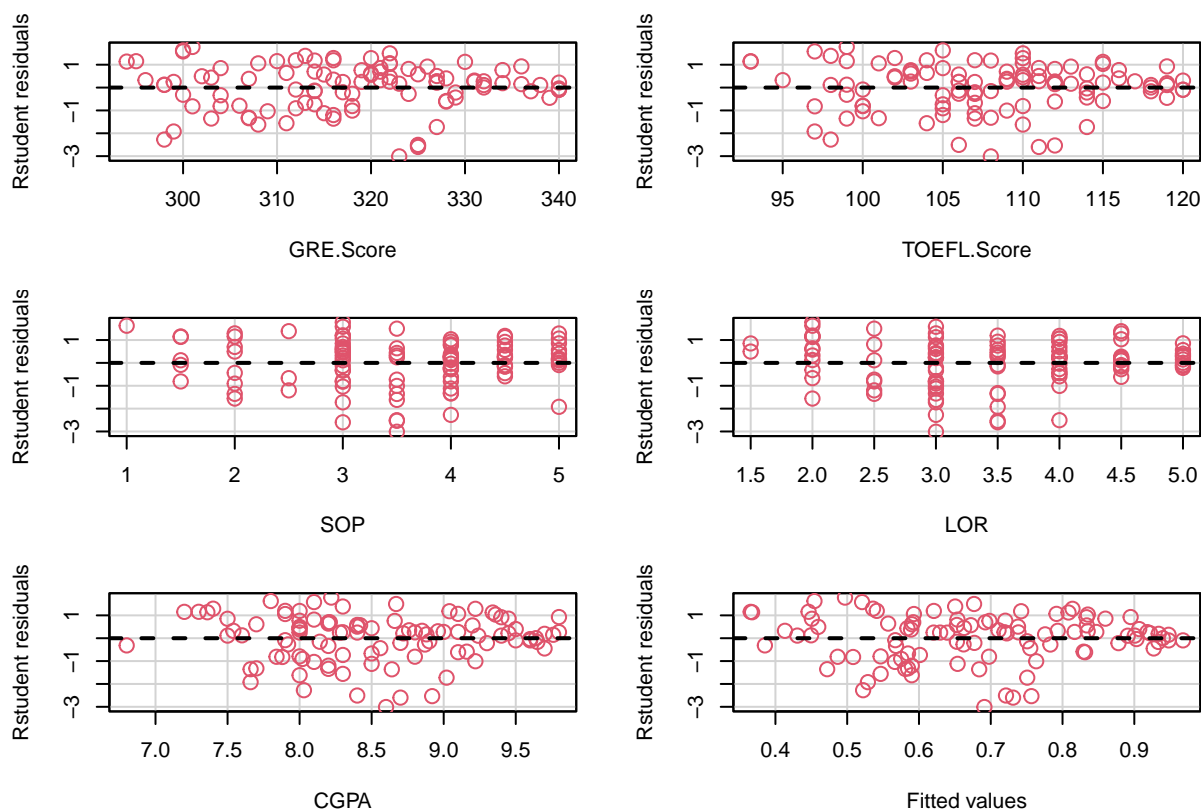 Rstudent residuals
1
−1
−3
300 310 320 330 340
GRE.Score
Rstudent residuals
1
−1
−3
95 100 105 110 115 120
TOEFL.Score
Rstudent residuals
1
−1
−3
1 2 3 4 5
SOP
Rstudent residuals
1
−1
−3
1.5 2.0 2.5 3.0 3.5 4.0 4.5 5.0
LOR
Rstudent residuals
1
−1
−3
7.0 7.5 8.0 8.5 9.0 9.5
CGPA
Rstudent residuals
1
−1
−3
0.4 0.5 0.6 0.7 0.8 0.9
Fitted values